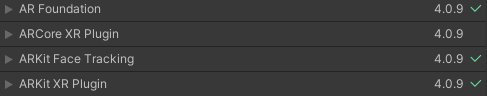 AR Foundation 4.0.9
ARCore XR Plugin 4.0.9
ARKit Face Tracking 4.0.9
ARKit XR Plugin 4.0.9